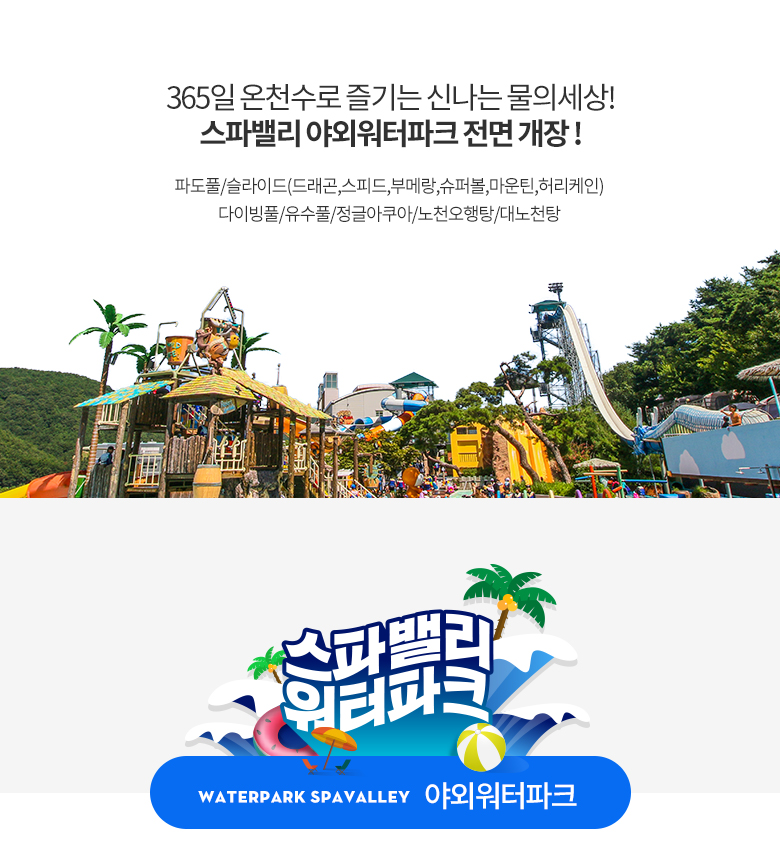 365일 온천수로 즐기는 신나는 물의세상!
스파밸리 야외워터파크 전면 개장 !
파도풀/슬라이드(드래곤,스피드,부메랑,슈퍼볼,마운틴,허리케인)
다이빙풀/유수풀/정글아쿠아/노천오행탕/대노천탕
스파밸리
워터파크
WATERPARK SPAVALLEY 야외워터파크